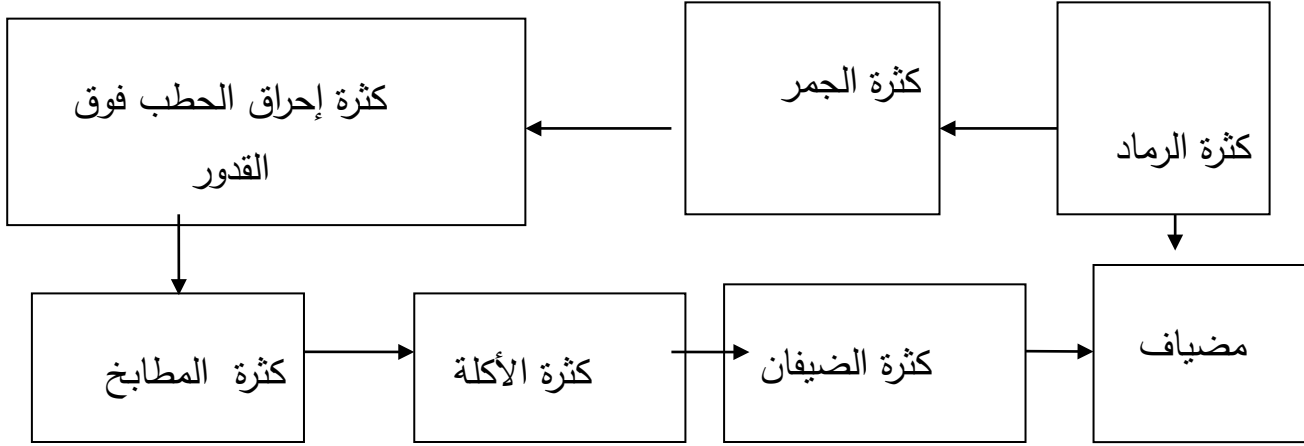 كثرة الرماد
كثرة الجمر
كثرة إحراق الحطب فوق
القدور
كثرة المطابخ
كثرة الأكلة
كثرة الضيفان
مضياف